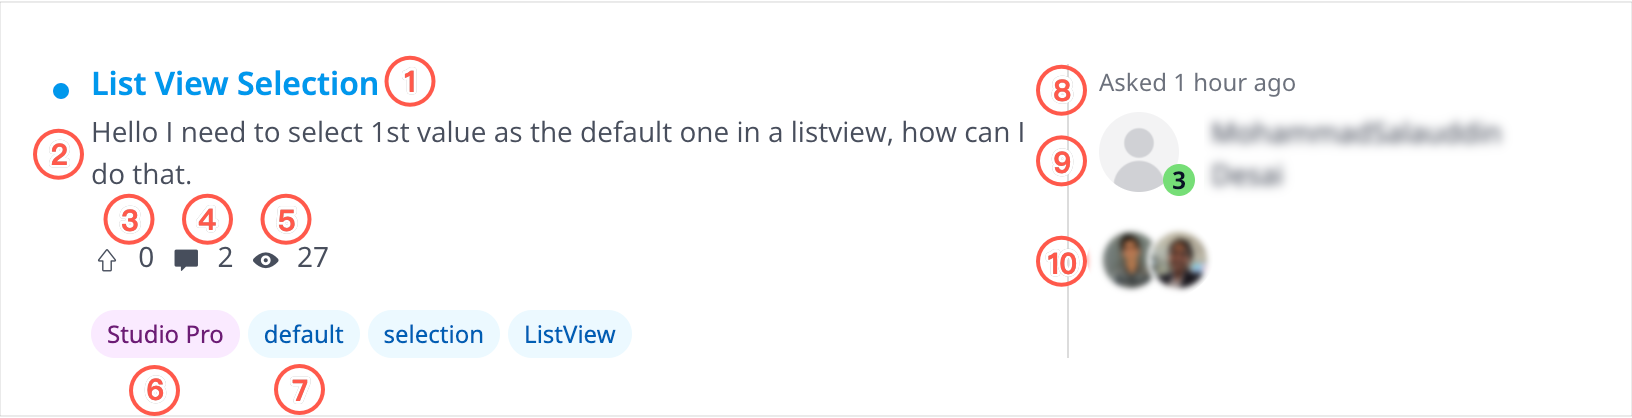 List View Selection 1
2 Hello I need to select 1st value as the default one in a listview, how can I
do that.
3 4 5
0 2 27
Studio Pro default selection ListView
6 7
8 Asked 1 hour ago
9
3
10